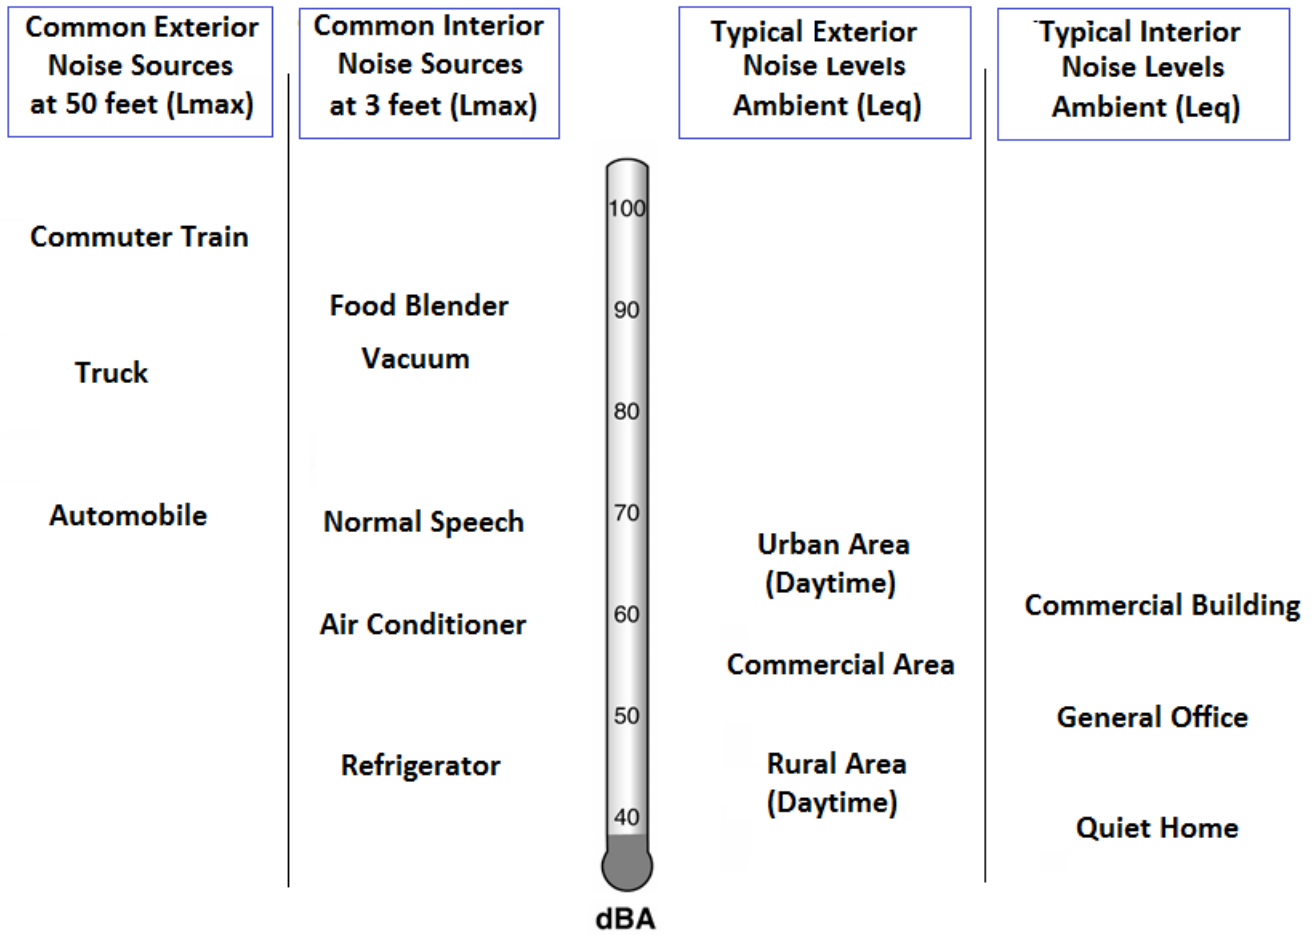 Common Exterior
Noise Sources
at 50 feet (Lmax)
Common Interior
Noise Sources
at 3 feet (Lmax)
Typical Exterior
Noise Levels
Ambient (Leq)
Typical Interior
Noise Levels
Ambient (Leq)
Commuter Train
Truck
Automobile
Food Blender
Vacuum
Normal Speech
Air Conditioner
Refrigerator
100
90
80
70
60
50
40
dBA
Urban Area
(Daytime)
Commercial Area
Rural Area
(Daytime)
Commercial Building
General Office
Quiet Home